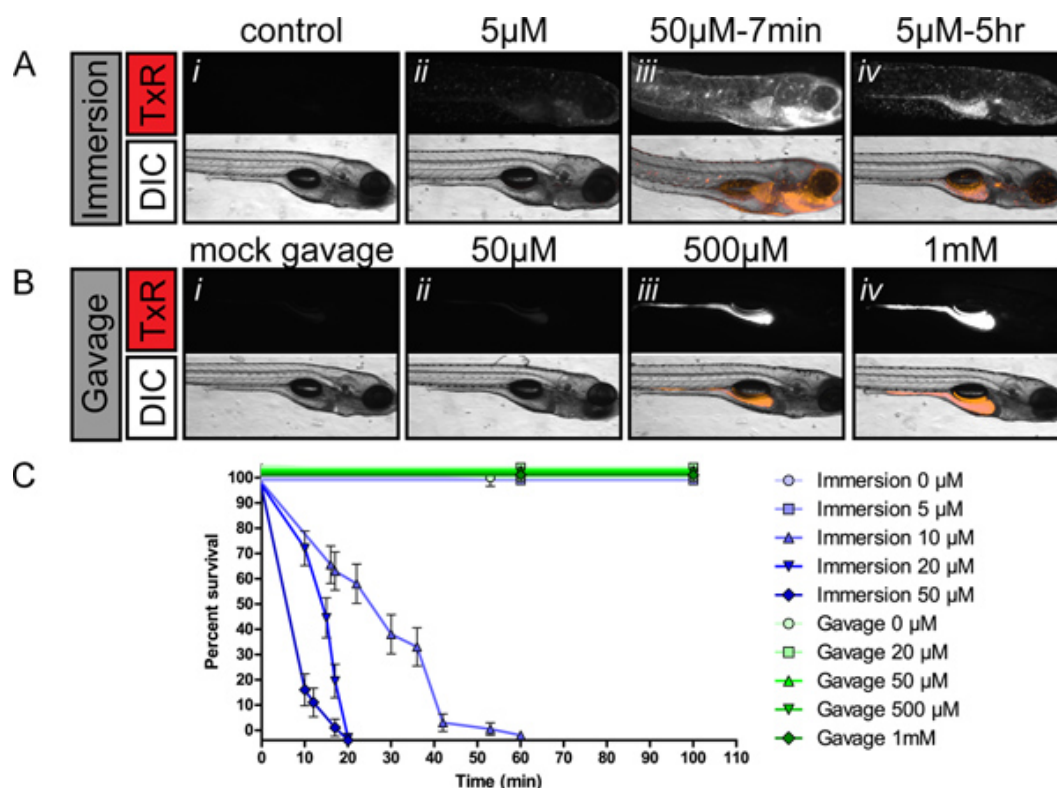 control 5µM 50µM-7min 5µM-5hr
A
Immersion
TxR
DIC
i ii iii iv
mock gavage 50µM 500µM 1mM
B
Gavage
TxR
DIC
i ii iii iv
C
Percent survival
100
90
80
70
60
50
40
30
20
10
0
0 10 20 30 40 50 60 70 80 90 100 110
Time (min)
Immersion 0 µM
Immersion 5 µM
Immersion 10 µM
Immersion 20 µM
Immersion 50 µM
Gavage 0 µM
Gavage 20 µM
Gavage 50 µM
Gavage 500 µM
Gavage 1mM